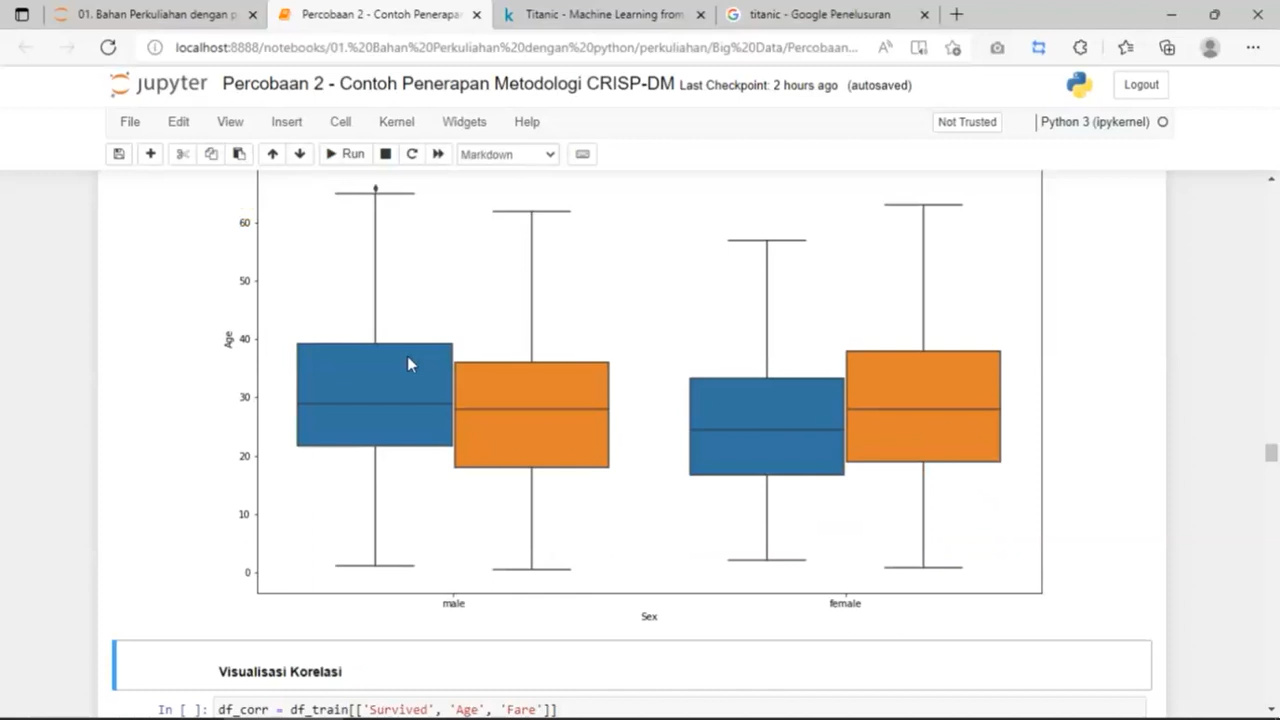 01. Bahan Perkuliahan dengan p
Percobaan 2 - Contoh Penerapa
Titanic - Machine Learning from
titanic - Google Penelusuran
localhost:8888/notebooks/01.%20Bahan%20Perkuliahan%20dengan%20python/perkuliahan/Big%20Data/Percobaan...
jupyter Percobaan 2 - Contoh Penerapan Metodologi CRISP-DM Last Checkpoint: 2 hours ago (autosaved)
Logout
File Edit View Insert Cell Kernel Widgets Help
Not Trusted
Python 3 (ipykernel)
Run
Markdown
60
50
40
30
20
10
0
Age
male
female
Sex
Visualisasi Korelasi
In [ ]: df_corr = df_train[['Survived', 'Age', 'Fare']]